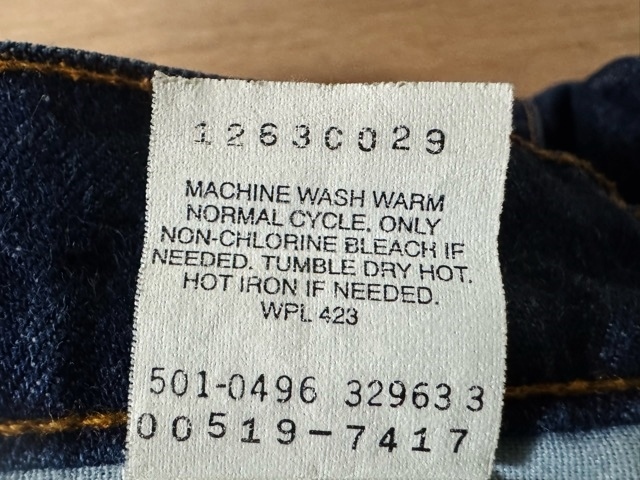 12630029
MACHINE WASH WARM
NORMAL CYCLE. ONLY
NON-CHLORINE BLEACH IF
NEEDED. TUMBLE DRY HOT.
HOT IRON IF NEEDED.
WPL 423
501-0496 32963 3
00519-7417